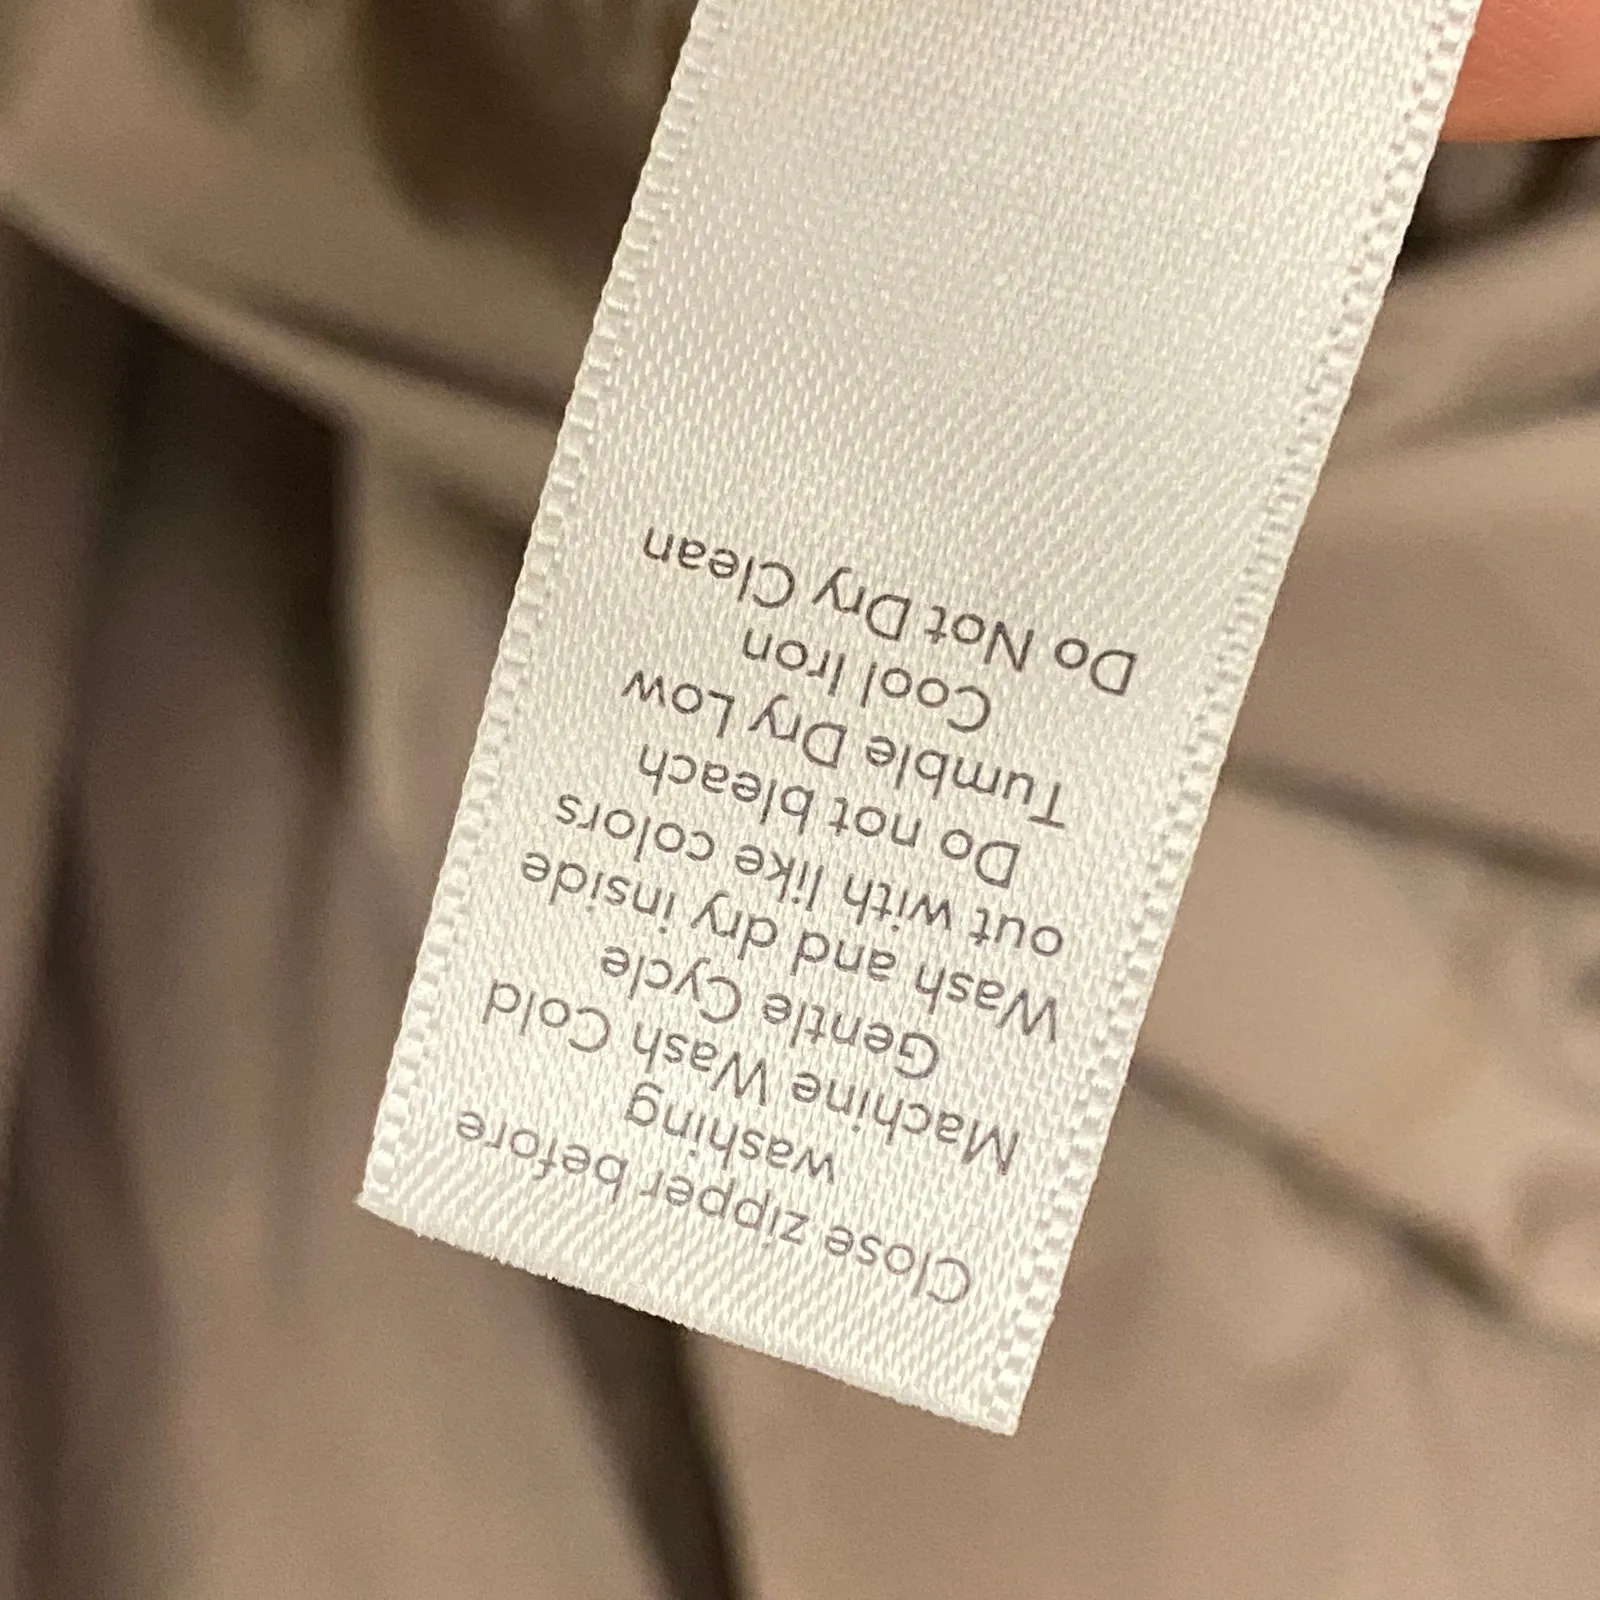 Close zipper before
washing
Machine Wash Cold
Gentle Cycle
Wash and dry inside
out with like colors
Do not bleach
Tumble Dry Low
Cool Iron
Do Not Dry Clean